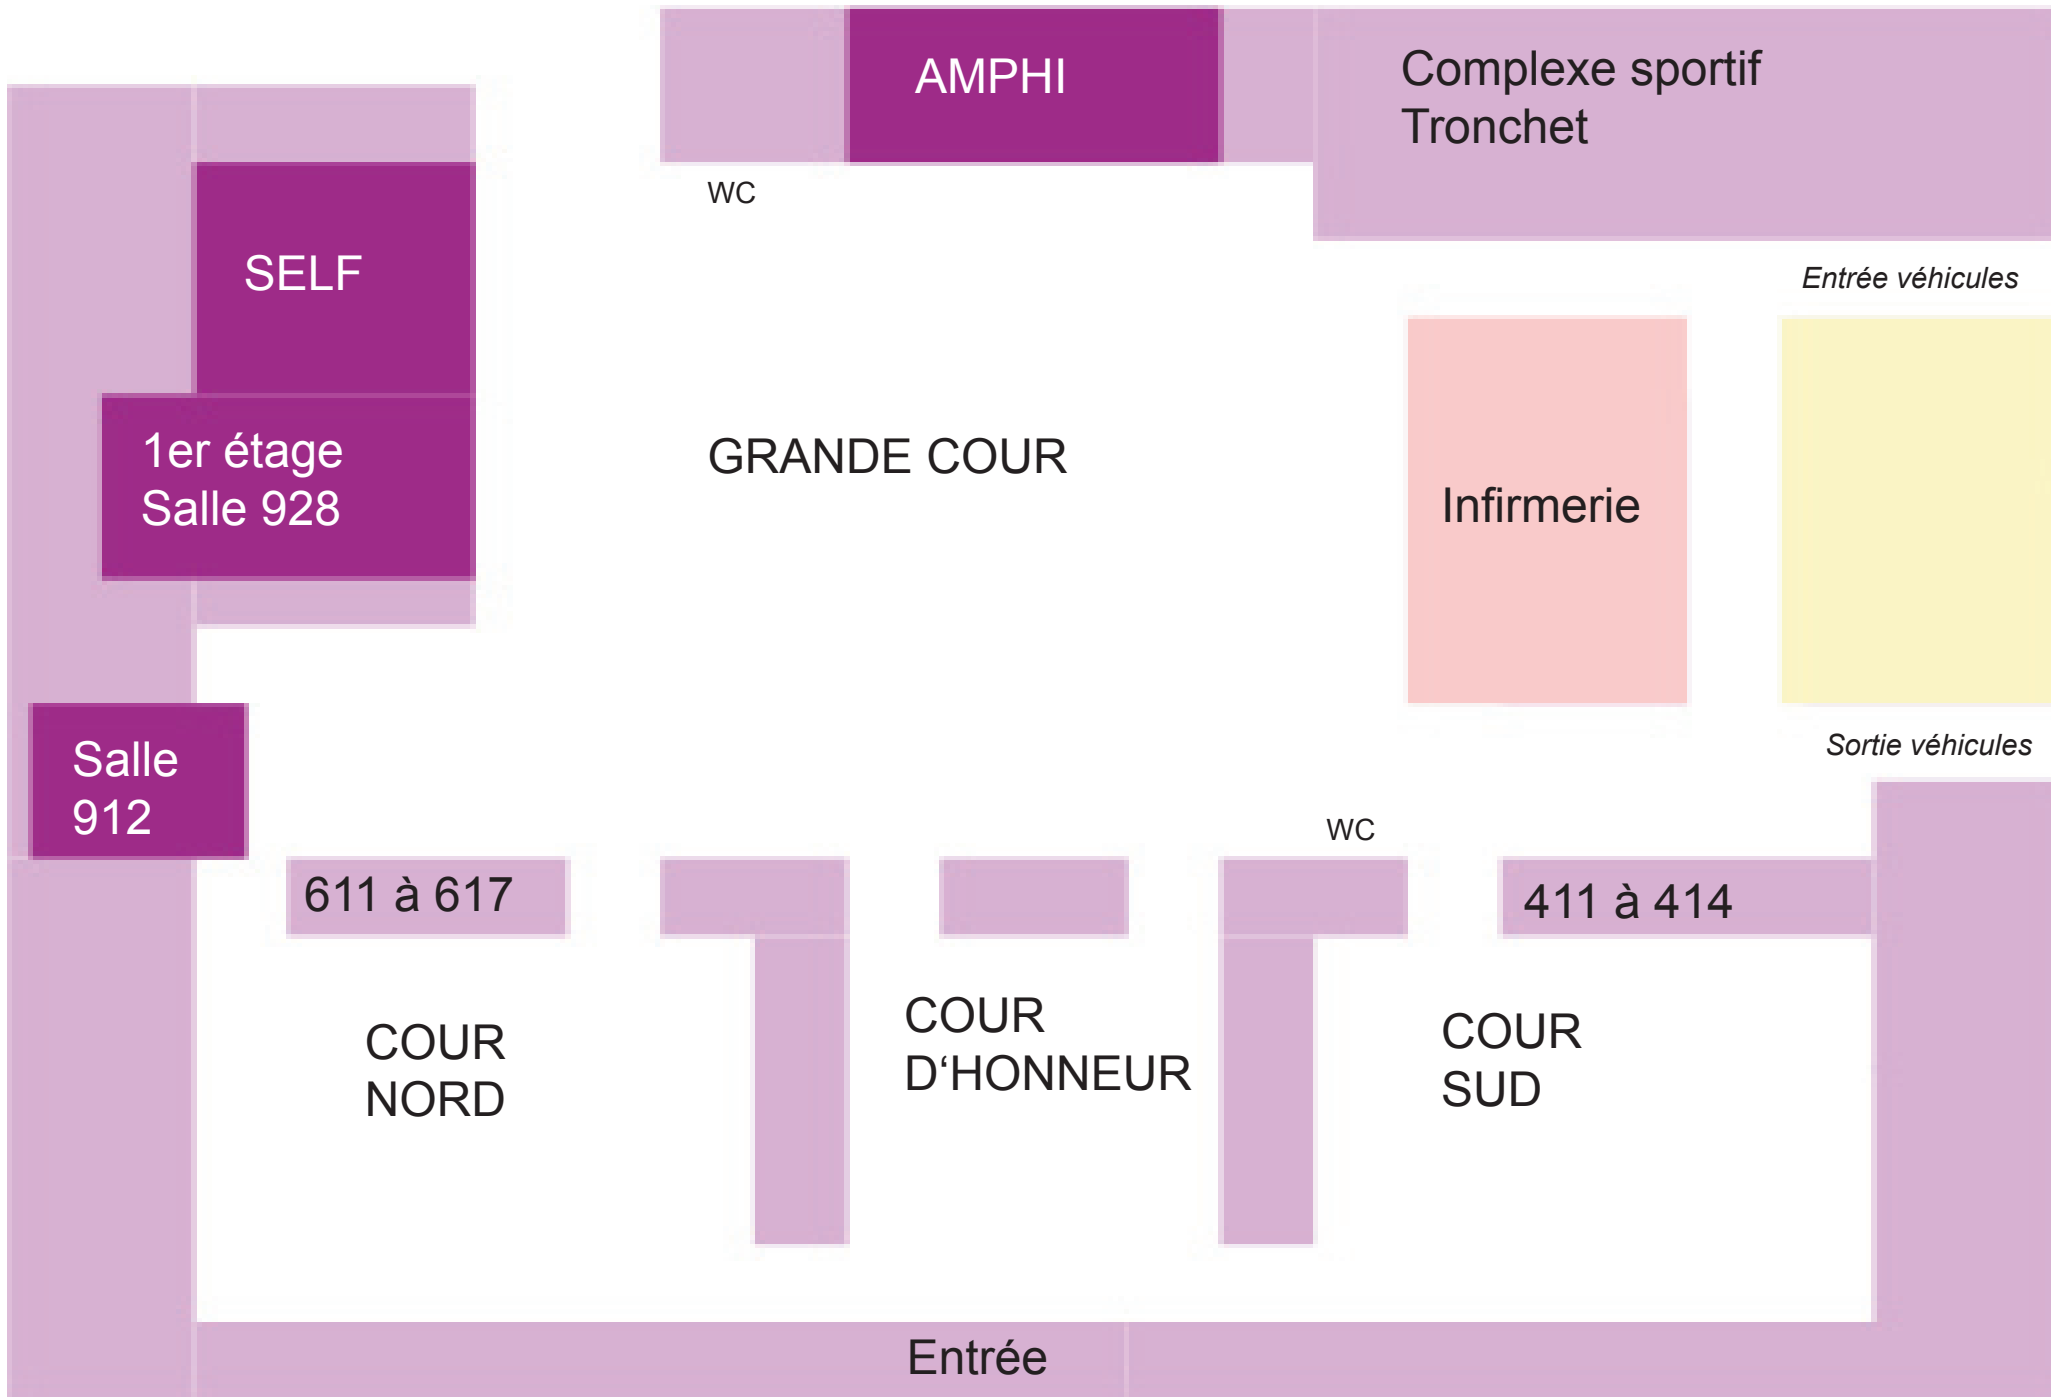 AMPHI
Complexe sportif
Tronchet
WC
SELF
Entrée véhicules
1er étage
Salle 928
GRANDE COUR
Infirmerie
Salle
912
Sortie véhicules
WC
611 à 617
411 à 414
COUR
NORD
COUR
D‘HONNEUR
COUR
SUD
Entrée